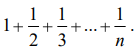 1 + 1/2 + 1/3 + ... + 1/n .